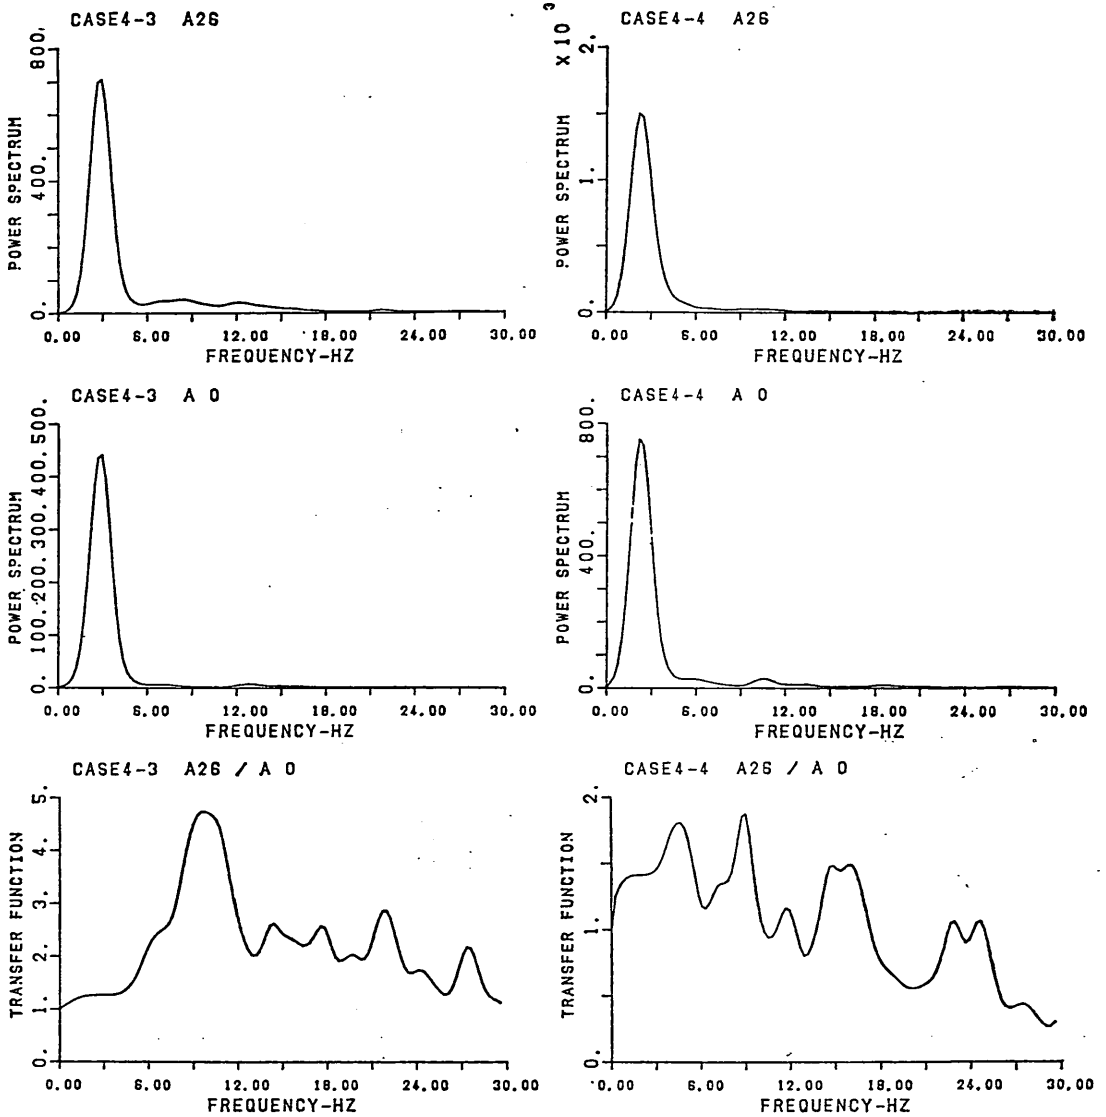 CASE4-3 A26
POWER SPECTRUM
800.
400.
0.
0.00 6.00 12.00 18.00 24.00 30.00
FREQUENCY-HZ
CASE4-4 A26
X10 3
POWER SPECTRUM
2.
1.
0.
0.00 6.00 12.00 18.00 24.00 30.00
FREQUENCY-HZ
CASE4-3 A 0
POWER SPECTRUM
500.
400.
300.
200.
100.
0.
0.00 6.00 12.00 18.00 24.00 30.00
FREQUENCY-HZ
CASE4-4 A 0
POWER SPECTRUM
800.
400.
0.
0.00 6.00 12.00 18.00 24.00 30.00
FREQUENCY-HZ
CASE4-3 A26 / A 0
TRANSFER FUNCTION
5.
4.
3.
2.
1.
0.
0.00 6.00 12.00 18.00 24.00 30.00
FREQUENCY-HZ
CASE4-4 A26 / A 0
TRANSFER FUNCTION
2.
1.
0.
0.00 6.00 12.00 18.00 24.00 30.00
FREQUENCY-HZ